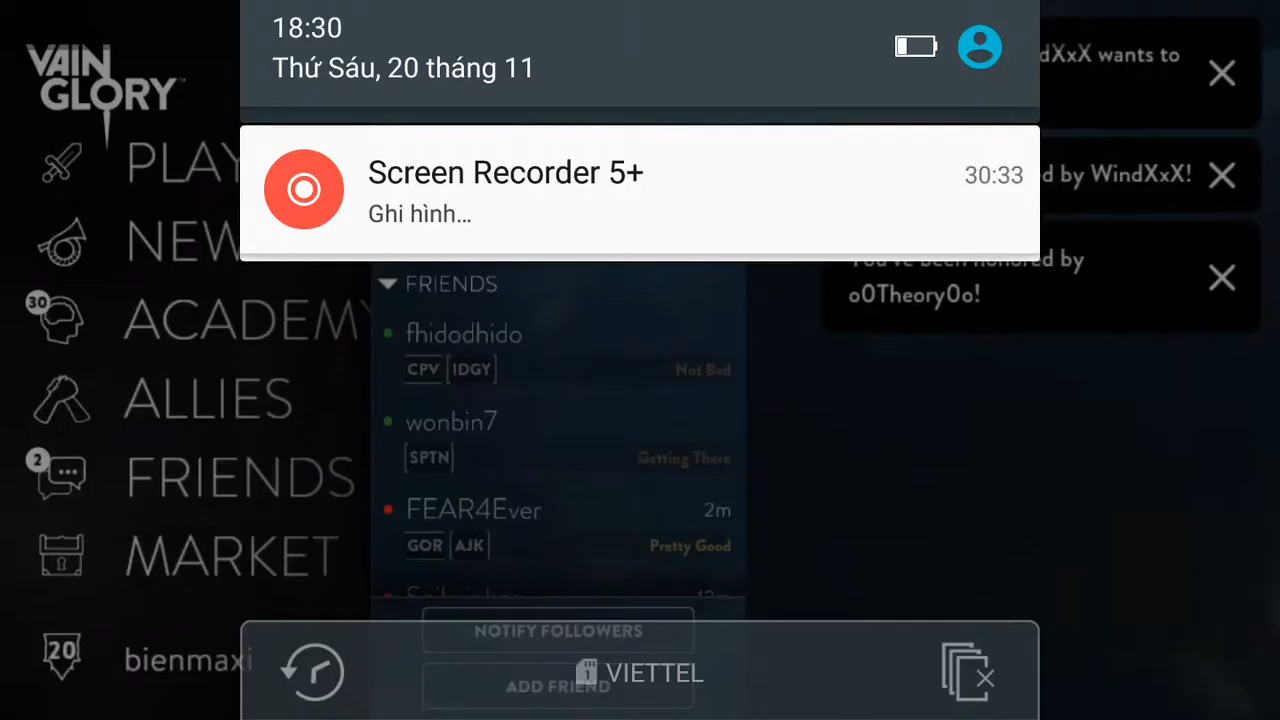 18:30
Thứ Sáu, 20 tháng 11
Screen Recorder 5+
30:33
Ghi hình...
VAIN
GLORY™
PLAY
NEW
30
ACADEMY
ALLIES
2
FRIENDS
MARKET
20
bienmaxi
FRIENDS
fhidodhido
CPV IDGY
Not Bad
wonbin7
SPTN
Getting There
FEAR4Ever
2m
GOR AJK
Pretty Good
NOTIFY FOLLOWERS
ADD FRIEND
1 VIETTEL
dXxX wants to
d by WindXxX!
You've been honored by
o0Theory0o!